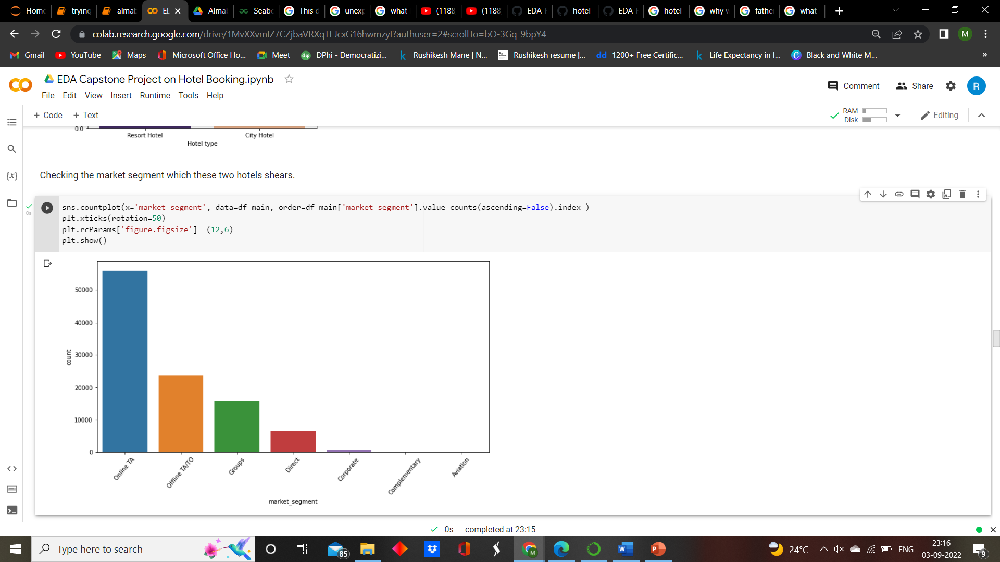 Home
trying
almab
EDA
Almab
Seabo
This d
unexp
what
(1188
(1188
EDA-H
hotel-
EDA-H
hotel
why w
father
what
colab.research.google.com/drive/1MvXXvmIZ7CZjbaVRXqTLJcxG16hwmzyI?authuser=2#scrollTo=bO-3Gq_9bpY4
M
Gmail
YouTube
Maps
Microsoft Office Ho...
Meet
DPhi - Democratizi...
Rushikesh Mane | N...
Rushikesh resume |...
1200+ Free Certific...
Life Expectancy in I...
Black and White M...
»
EDA Capstone Project on Hotel Booking.ipynb
Comment
Share
R
File Edit View Insert Runtime Tools Help
+ Code + Text
RAM
Disk
Editing
0.0
Resort Hotel
City Hotel
Hotel type
Checking the market segment which these two hotels shears.
0s
sns.countplot(x='market_segment', data=df_main, order=df_main['market_segment'].value_counts(ascending=False).index )
plt.xticks(rotation=50)
plt.rcParams['figure.figsize'] =(12,6)
plt.show()
50000
40000
30000
20000
10000
0
count
Online TA
Offline TA/TO
Groups
Direct
Corporate
Complementary
Aviation
market_segment
0s completed at 23:15
Type here to search
85
24°C
ENG
23:16
03-09-2022
9